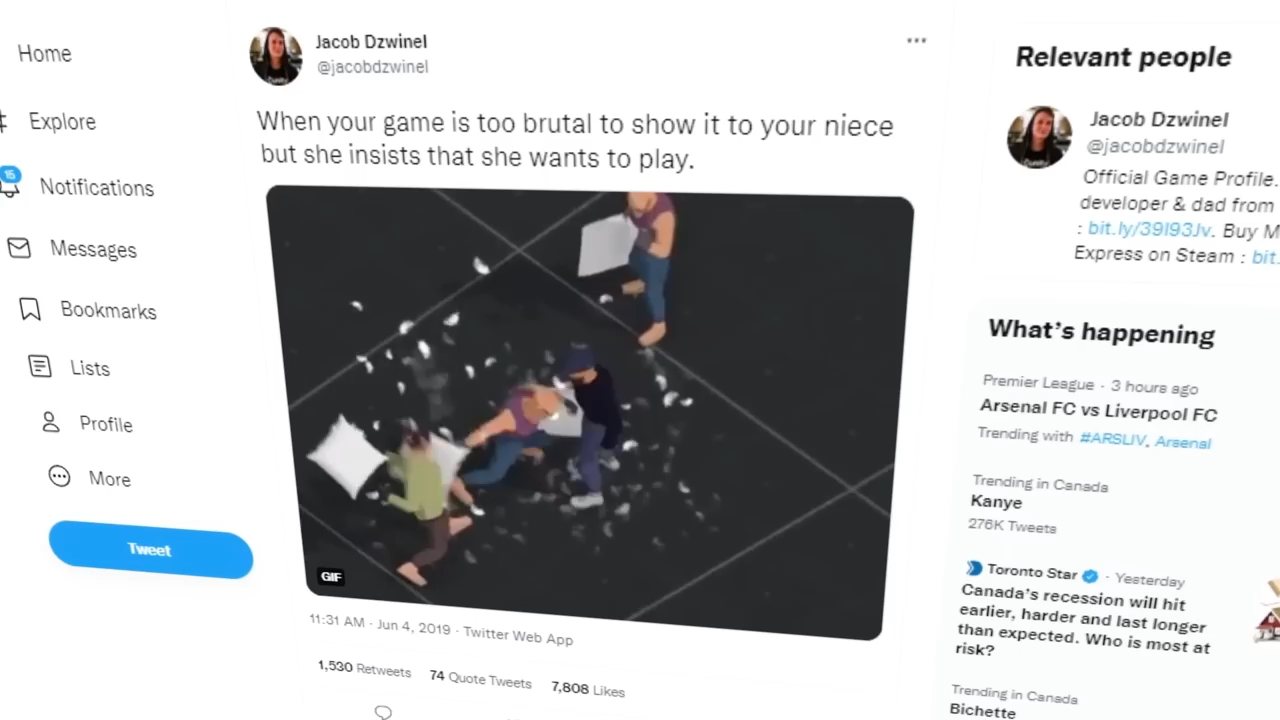 Home
Explore
15
Notifications
Messages
Bookmarks
Lists
Profile
More
Tweet
Jacob Dzwinel
@jacobdzwinel
When your game is too brutal to show it to your niece
but she insists that she wants to play.
GIF
11:31 AM · Jun 4, 2019 · Twitter Web App
1,530 Retweets 74 Quote Tweets 7,808 Likes
Relevant people
Jacob Dzwinel
@jacobdzwinel
Official Game Profile.
developer & dad from
: bit.ly/39I93Jv. Buy M
Express on Steam : bit.
What's happening
Premier League · 3 hours ago
Arsenal FC vs Liverpool FC
Trending with #ARSLIV, Arsenal
Trending in Canada
Kanye
276K Tweets
Toronto Star · Yesterday
Canada's recession will hit
earlier, harder and last longer
than expected. Who is most at
risk?
Trending in Canada
Bichette